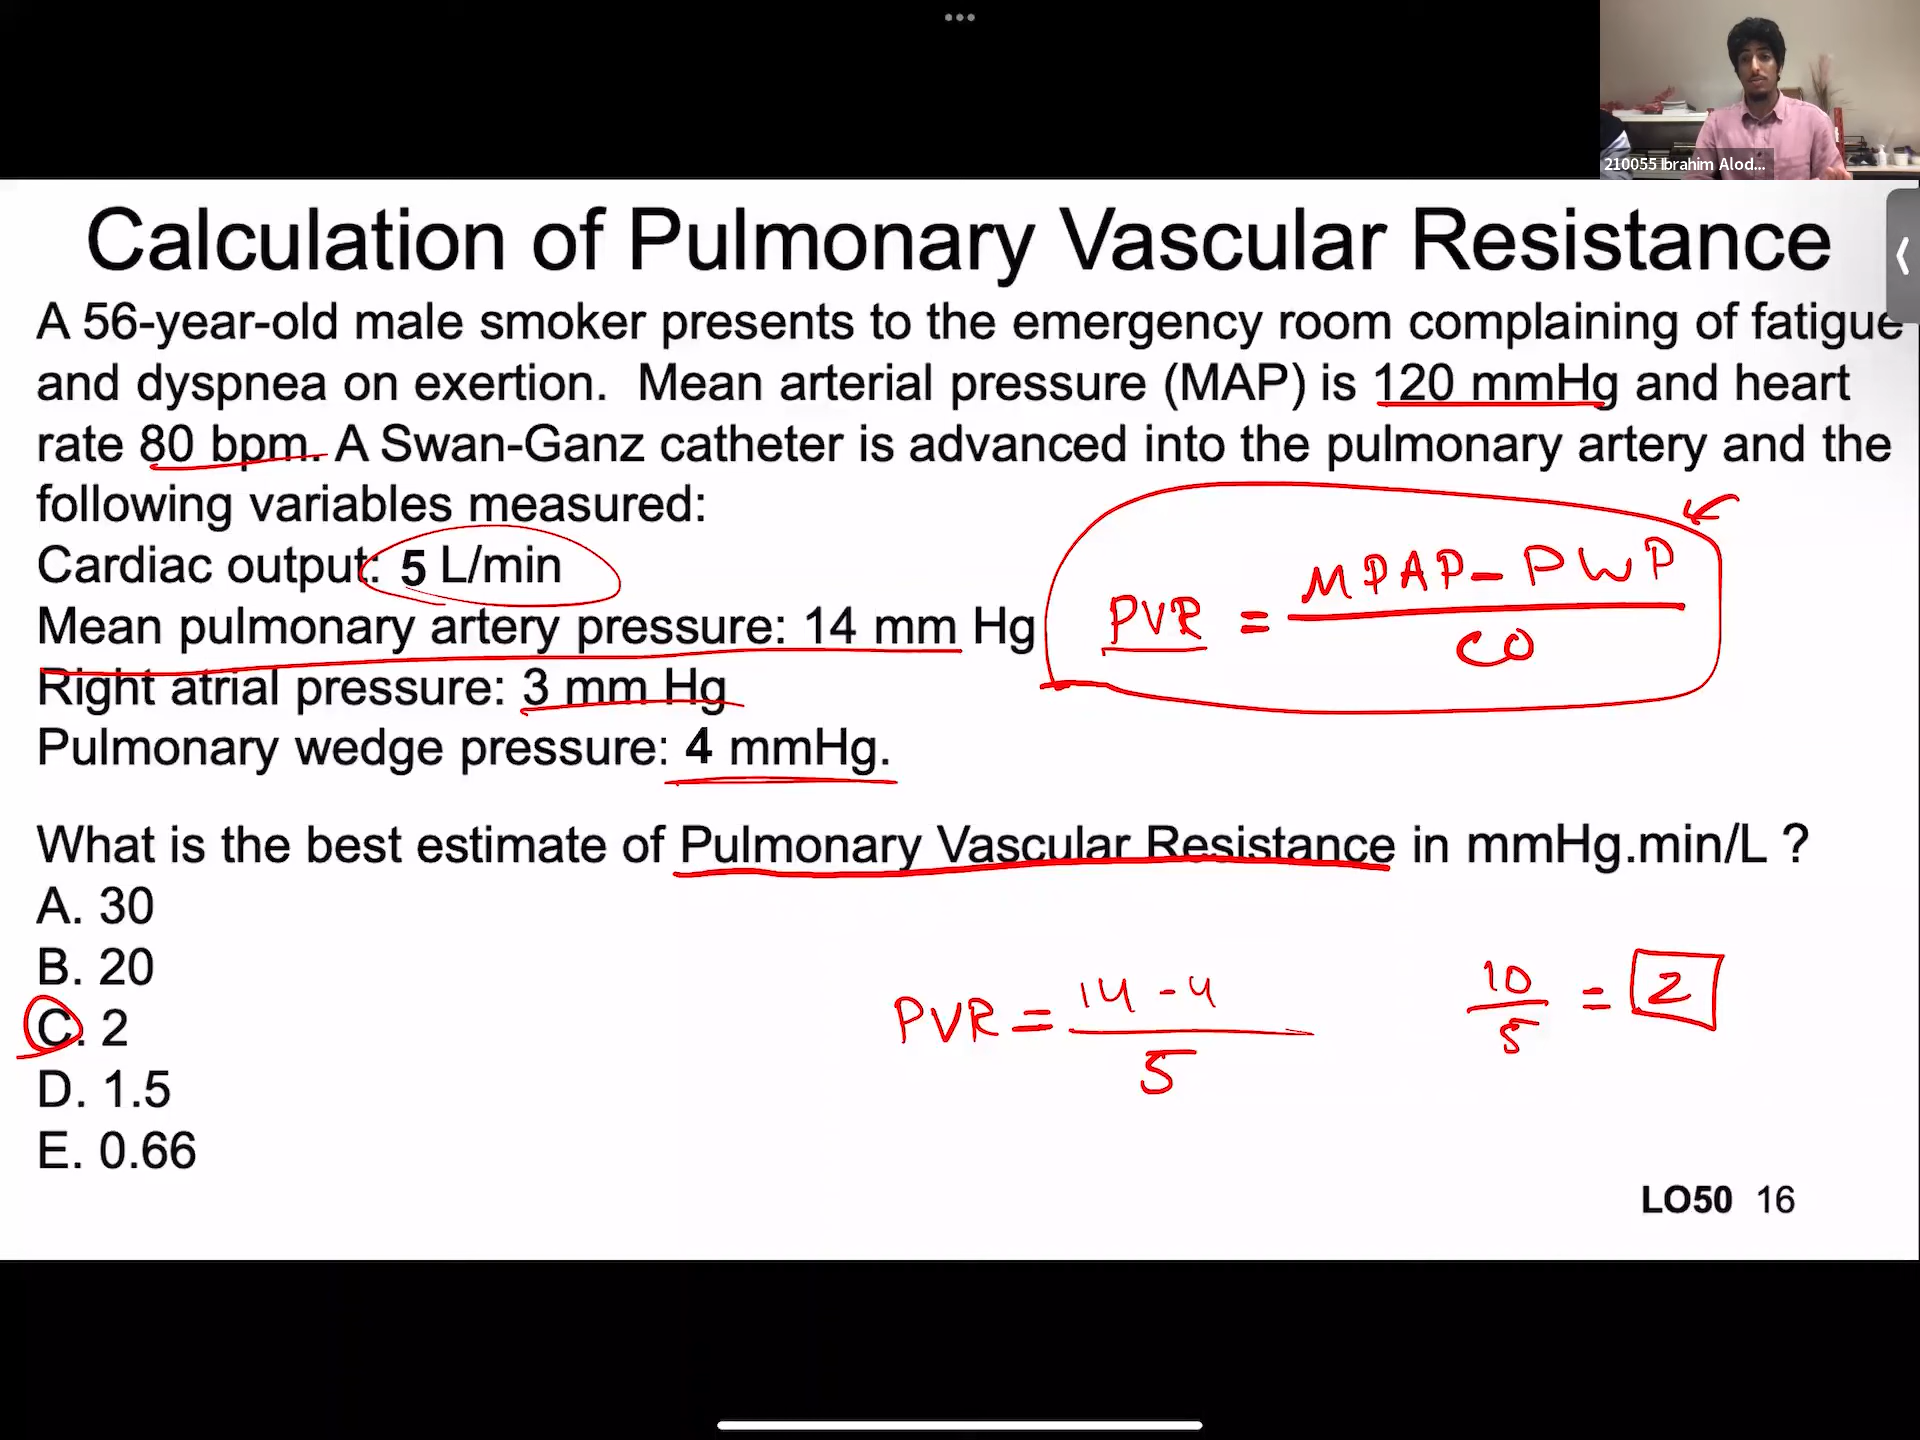 210055 Ibrahim Alod...
Calculation of Pulmonary Vascular Resistance
A 56-year-old male smoker presents to the emergency room complaining of fatigue
and dyspnea on exertion. Mean arterial pressure (MAP) is 120 mmHg and heart
rate 80 bpm. A Swan-Ganz catheter is advanced into the pulmonary artery and the
following variables measured:
Cardiac output: 5 L/min
Mean pulmonary artery pressure: 14 mm Hg
Right atrial pressure: 3 mm Hg
Pulmonary wedge pressure: 4 mmHg.
PVR = MPAP - PWP
CO
What is the best estimate of Pulmonary Vascular Resistance in mmHg.min/L ?
A. 30
B. 20
C. 2
D. 1.5
E. 0.66
PVR = 14 - 4
5
10
5
= 2
LO50 16